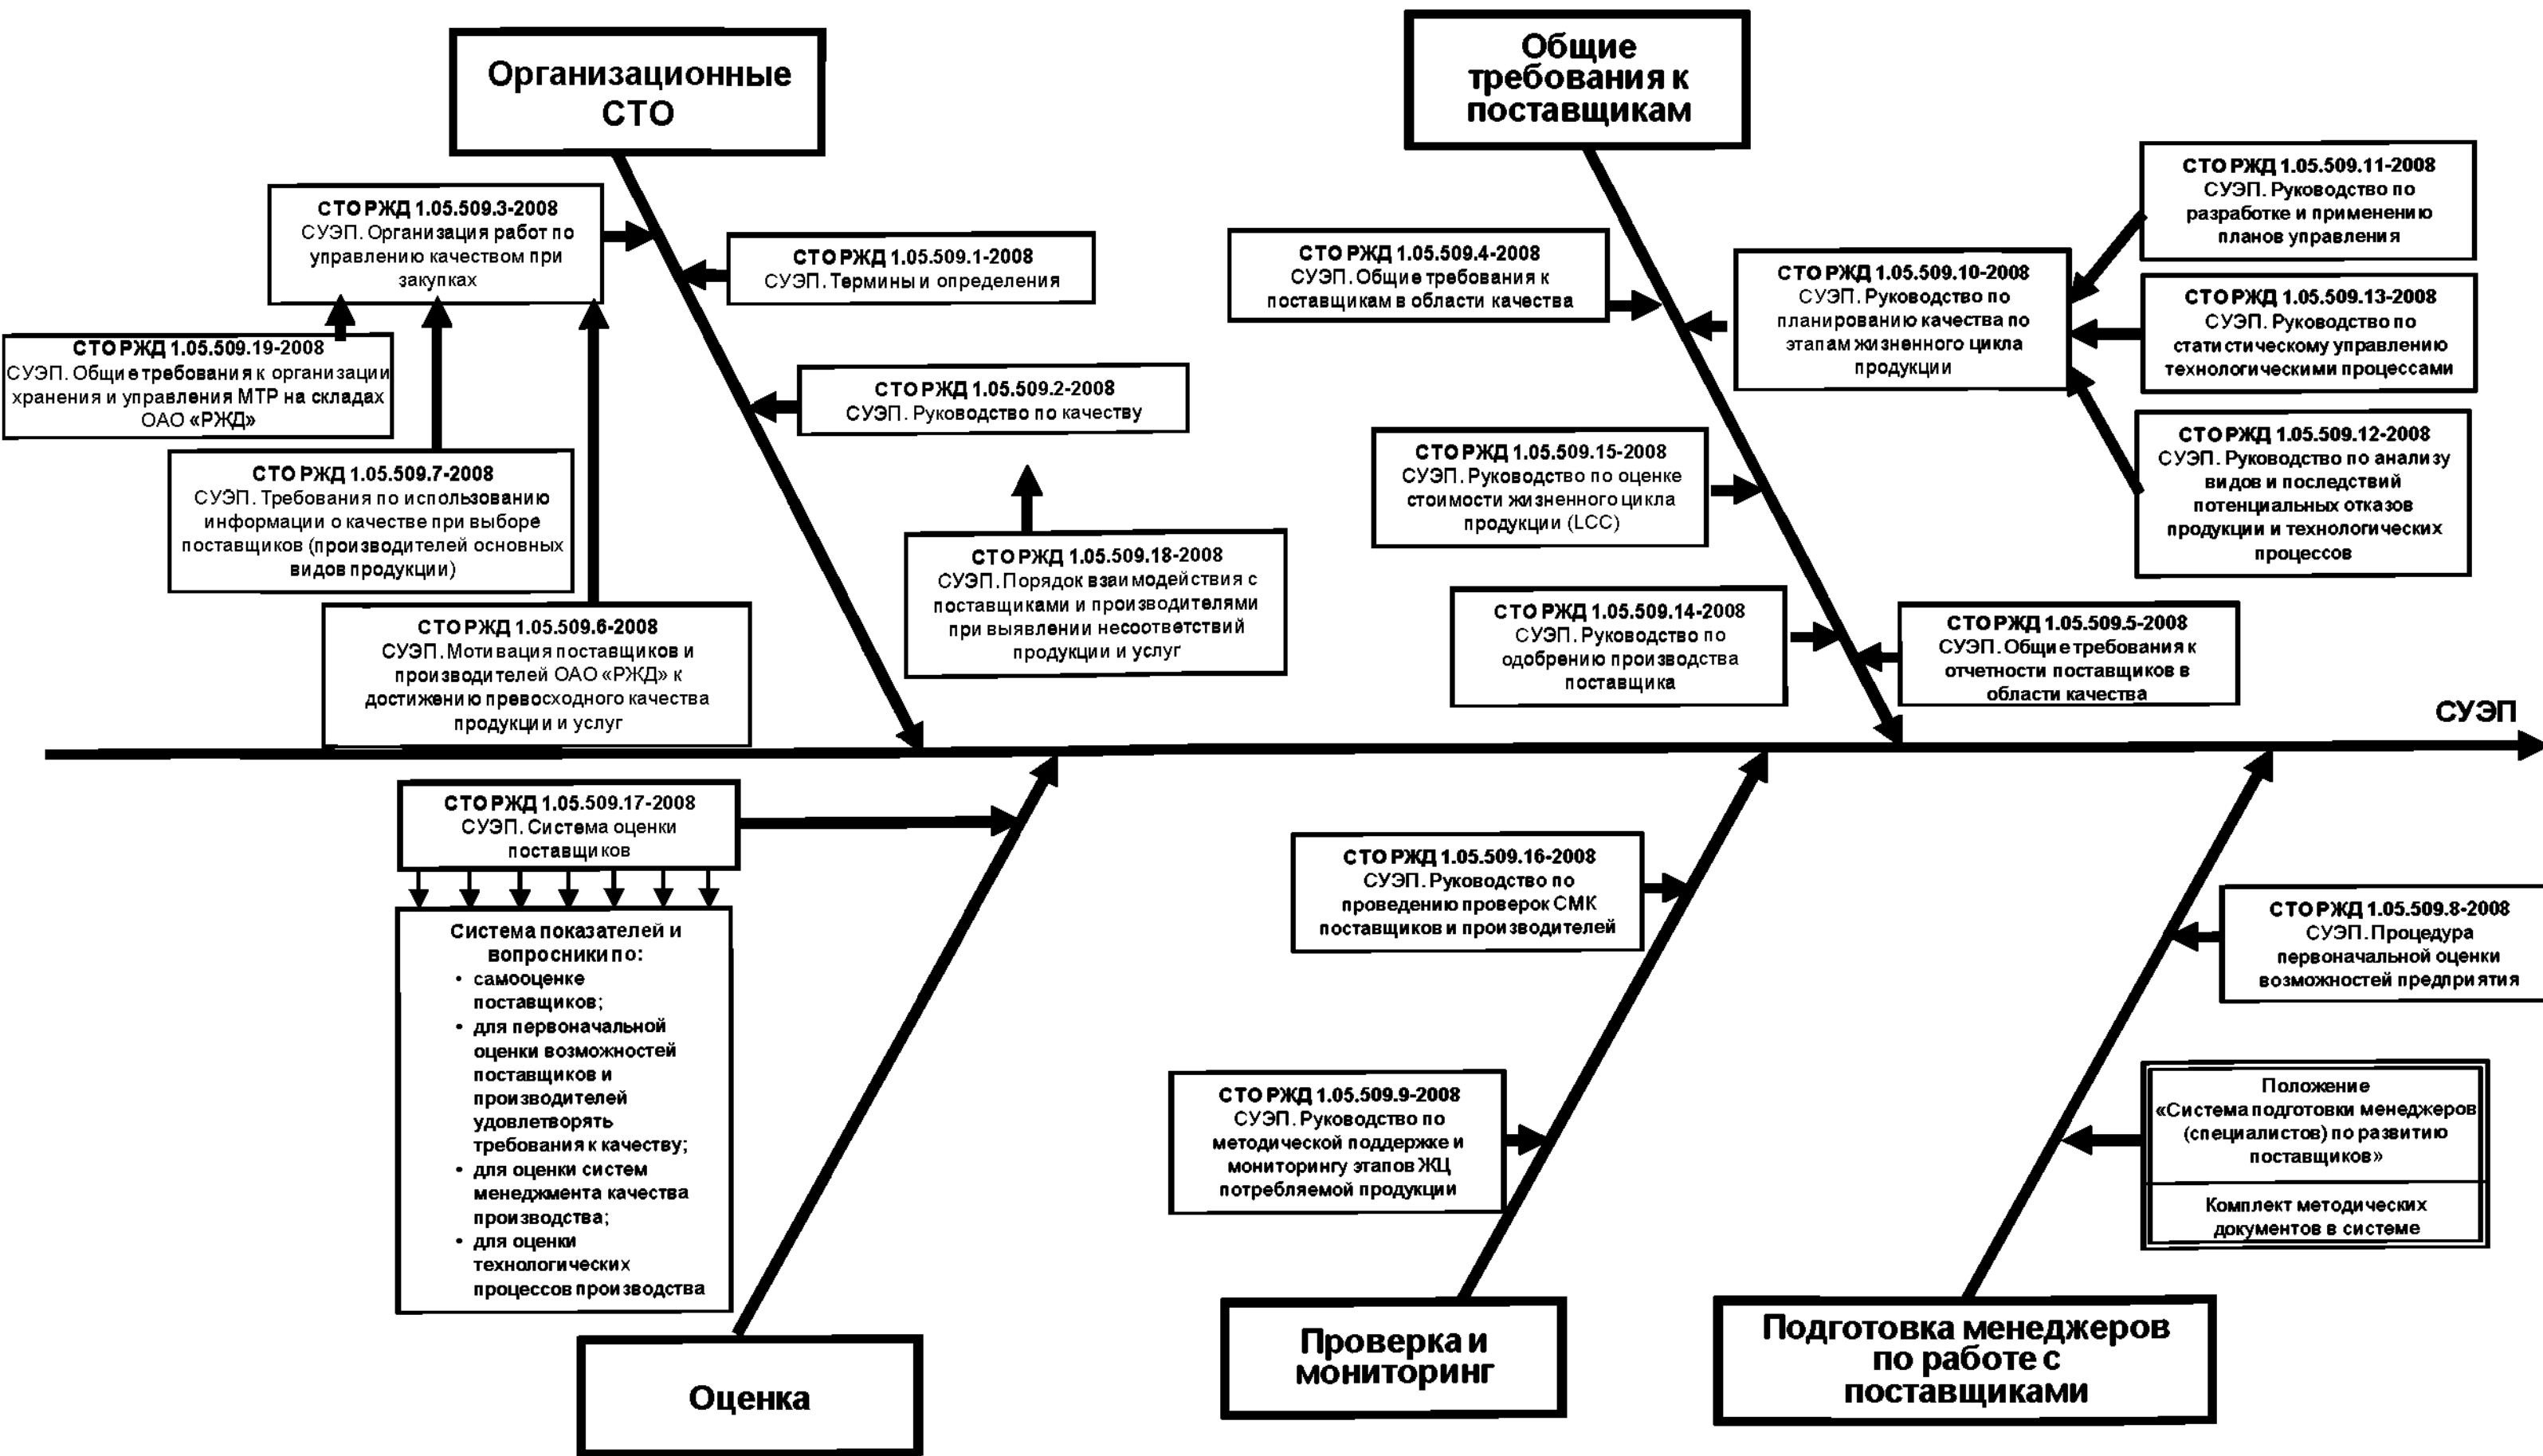 Организационные
СТО
Общие
требования к
поставщикам
СТО РЖД 1.05.509.3-2008
СУЭП. Организация работ по
управлению качеством при
закупках
СТО РЖД 1.05.509.1-2008
СУЭП. Термины и определения
СТО РЖД 1.05.509.19-2008
СУЭП. Общие требования к организации
хранения и управления МТР на складах
ОАО «РЖД»
СТО РЖД 1.05.509.2-2008
СУЭП. Руководство по качеству
СТО РЖД 1.05.509.7-2008
СУЭП. Требования по использованию
информации о качестве при выборе
поставщиков (производителей основных
видов продукции)
СТО РЖД 1.05.509.18-2008
СУЭП. Порядок взаимодействия с
поставщиками и производителями
при выявлении несоответствий
продукции и услуг
СТО РЖД 1.05.509.6-2008
СУЭП. Мотивация поставщиков и
производителей ОАО «РЖД» к
достижению превосходного качества
продукции и услуг
СТО РЖД 1.05.509.4-2008
СУЭП. Общие требования к
поставщикам в области качества
СТО РЖД 1.05.509.10-2008
СУЭП. Руководство по
планированию качества по
этапам жизненного цикла
продукции
СТО РЖД 1.05.509.11-2008
СУЭП. Руководство по
разработке и применению
планов управления
СТО РЖД 1.05.509.13-2008
СУЭП. Руководство по
статистическому управлению
технологическими процессами
СТО РЖД 1.05.509.12-2008
СУЭП. Руководство по анализу
видов и последствий
потенциальных отказов
продукции и технологических
процессов
СТО РЖД 1.05.509.15-2008
СУЭП. Руководство по оценке
стоимости жизненного цикла
продукции (LCC)
СТО РЖД 1.05.509.14-2008
СУЭП. Руководство по
одобрению производства
поставщика
СТО РЖД 1.05.509.5-2008
СУЭП. Общие требования к
отчетности поставщиков в
области качества
СУЭП
СТО РЖД 1.05.509.17-2008
СУЭП. Система оценки
поставщиков
Система показателей и
вопросники по:
• самооценке
поставщиков;
• для первоначальной
оценки возможностей
поставщиков и
производителей
удовлетворять
требования к качеству;
• для оценки систем
менеджмента качества
производства;
• для оценки
технологических
процессов производства
СТО РЖД 1.05.509.16-2008
СУЭП. Руководство по
проведению проверок СМК
поставщиков и производителей
СТО РЖД 1.05.509.9-2008
СУЭП. Руководство по
методической поддержке и
мониторингу этапов ЖЦ
потребляемой продукции
СТО РЖД 1.05.509.8-2008
СУЭП. Процедура
первоначальной оценки
возможностей предприятия
Положение
«Система подготовки менеджеров
(специалистов) по развитию
поставщиков»
Комплект методических
документов в системе
Оценка
Проверка и
мониторинг
Подготовка менеджеров
по работе с
поставщиками